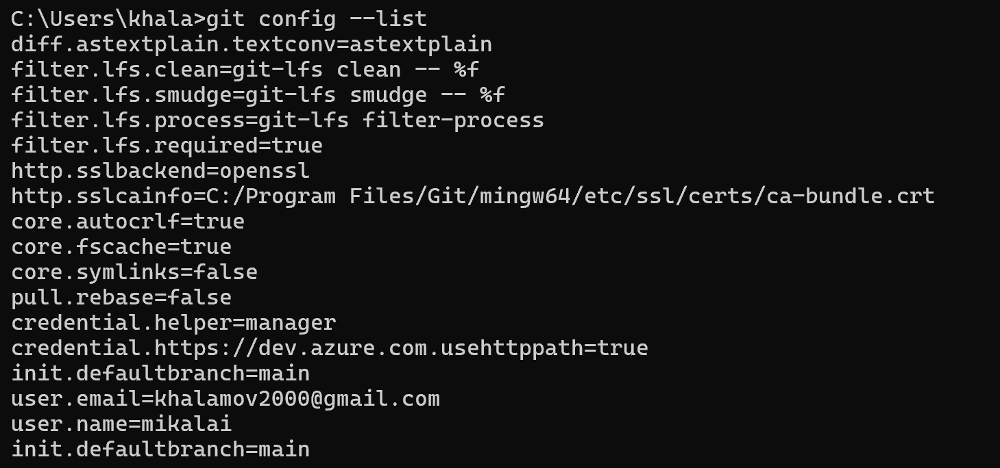 C:\Users\khala>git config --list
diff.astextplain.textconv=astextplain
filter.lfs.clean=git-lfs clean -- %f
filter.lfs.smudge=git-lfs smudge -- %f
filter.lfs.process=git-lfs filter-process
filter.lfs.required=true
http.sslbackend=openssl
http.sslcainfo=C:/Program Files/Git/mingw64/etc/ssl/certs/ca-bundle.crt
core.autocrlf=true
core.fscache=true
core.symlinks=false
pull.rebase=false
credential.helper=manager
credential.https://dev.azure.com.usehttppath=true
init.defaultbranch=main
user.email=khalamov2000@gmail.com
user.name=mikalai
init.defaultbranch=main